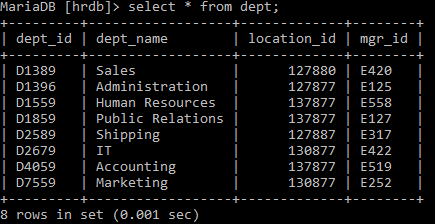 MariaDB [hrdb]> select * from dept;
+---------+------------------+-------------+--------+
| dept_id | dept_name        | location_id | mgr_id |
+---------+------------------+-------------+--------+
| D1389   | Sales            |      127880 | E420   |
| D1396   | Administration   |      127877 | E125   |
| D1559   | Human Resources  |      137877 | E558   |
| D1859   | Public Relations |      137877 | E127   |
| D2589   | Shipping         |      127887 | E317   |
| D2679   | IT               |      130877 | E422   |
| D4059   | Accounting       |      137877 | E519   |
| D7559   | Marketing        |      130877 | E252   |
+---------+------------------+-------------+--------+
8 rows in set (0.001 sec)